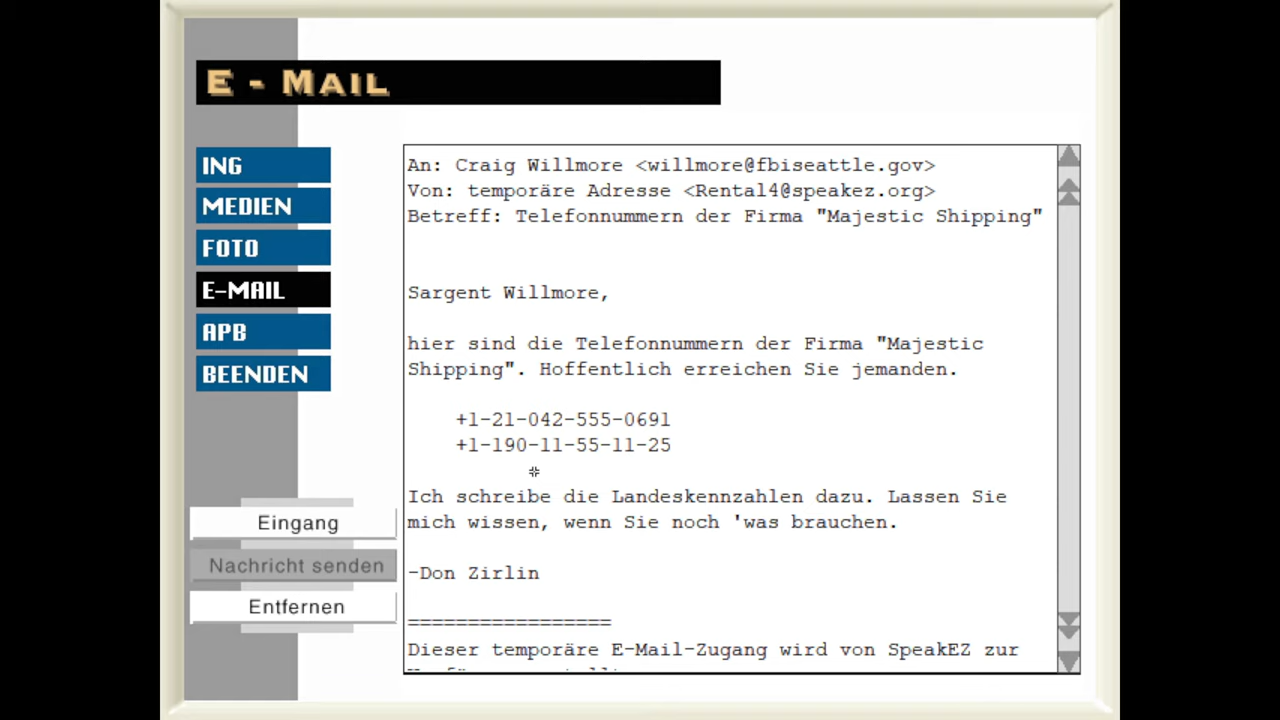 E - MAIL
ING
MEDIEN
FOTO
E-MAIL
APB
BEENDEN
Eingang
Nachricht senden
Entfernen
An: Craig Willmore <willmore@fbiseattle.gov>
Von: temporäre Adresse <Rental4@speakez.org>
Betreff: Telefonnummern der Firma "Majestic Shipping"
Sargent Willmore,
hier sind die Telefonnummern der Firma "Majestic
Shipping". Hoffentlich erreichen Sie jemanden.
+1-21-042-555-0691
+1-190-11-55-11-25
Ich schreibe die Landeskennzahlen dazu. Lassen Sie
mich wissen, wenn Sie noch 'was brauchen.
-Don Zirlin
=================
Dieser temporäre E-Mail-Zugang wird von SpeakEZ zur